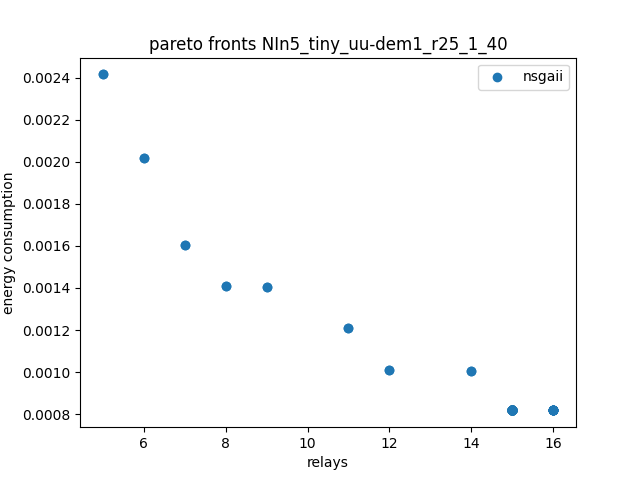 pareto fronts NIn5_tiny_uu-dem1_r25_1_40
nsgaii
energy consumption
0.0024
0.0022
0.0020
0.0018
0.0016
0.0014
0.0012
0.0010
0.0008
6 8 10 12 14 16
relays